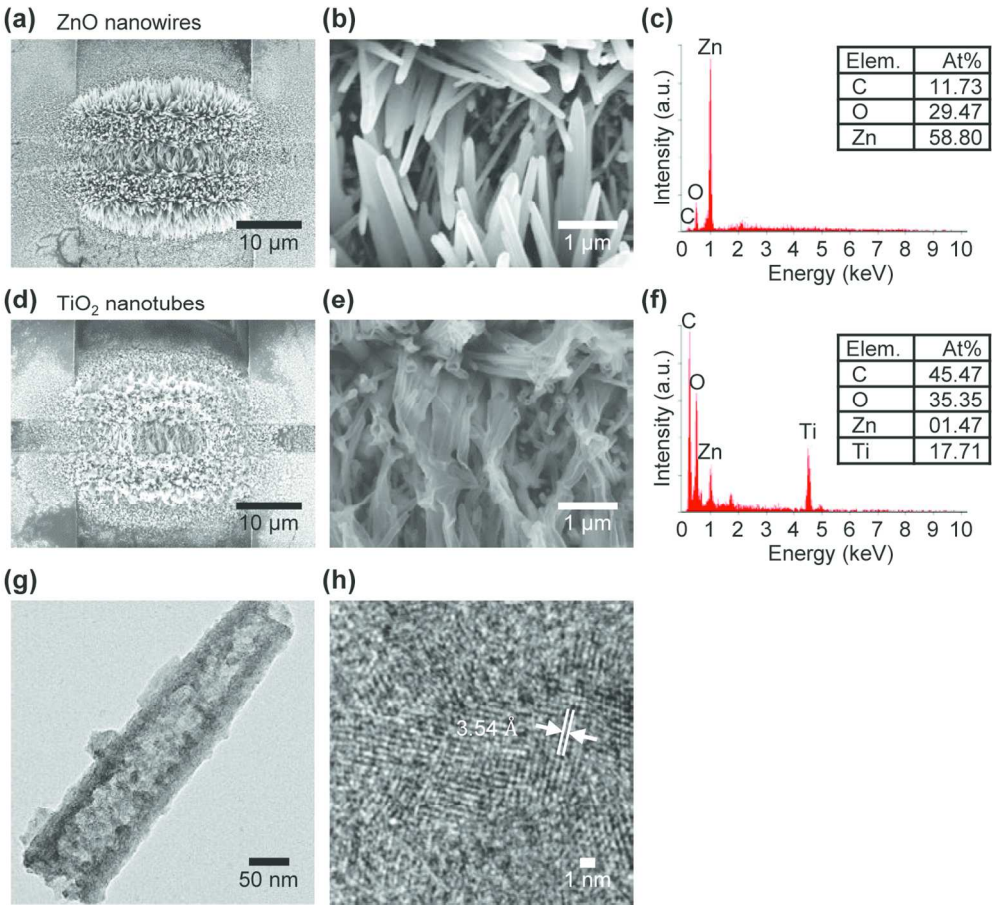 (a) ZnO nanowires
10 μm
(b)
1 μm
(c)
Zn
O
C
Intensity (a.u.)
0 1 2 3 4 5 6 7 8 9 10
Energy (keV)
Elem. At%
C 11.73
O 29.47
Zn 58.80
(d) TiO₂ nanotubes
10 μm
(e)
1 μm
(f)
C
O
Zn
Ti
Intensity (a.u.)
0 1 2 3 4 5 6 7 8 9 10
Energy (keV)
Elem. At%
C 45.47
O 35.35
Zn 01.47
Ti 17.71
(g)
50 nm
(h)
3.54 Å
1 nm